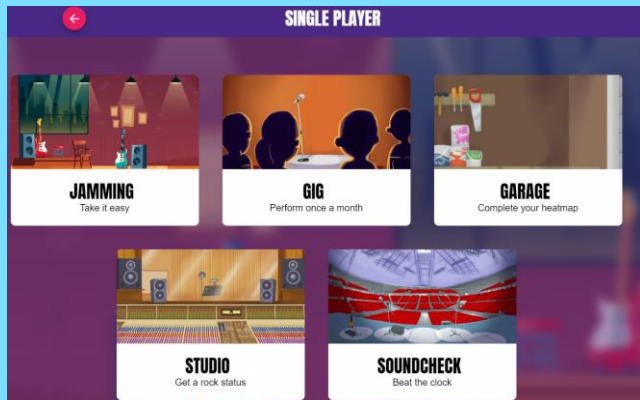 SINGLE PLAYER
JAMMING
Take it easy
GIG
Perform once a month
GARAGE
Complete your heatmap
STUDIO
Get a rock status
SOUNDCHECK
Beat the clock